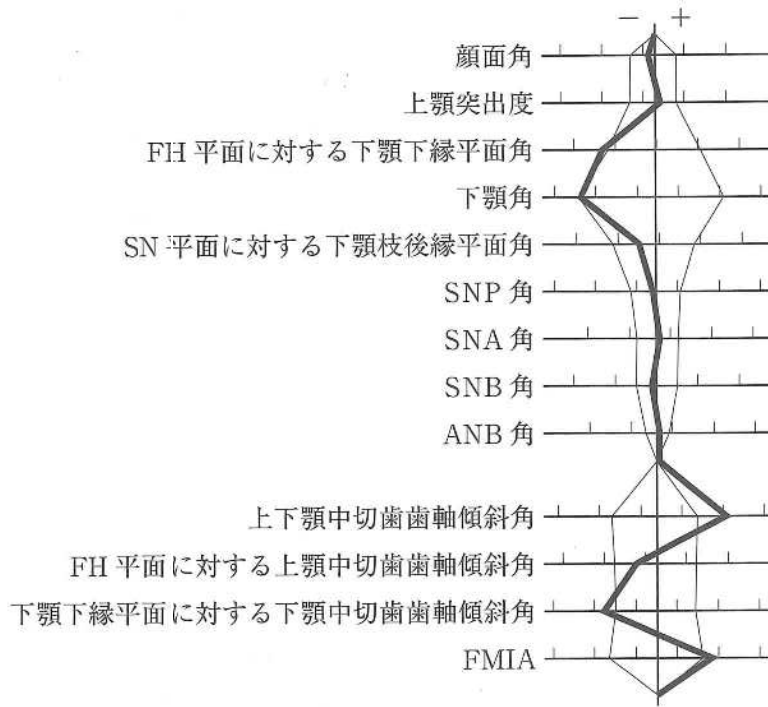 − +
顔面角
上顎突出度
FH 平面に対する下顎下縁平面角
下顎角
SN 平面に対する下顎枝後縁平面角
SNP 角
SNA 角
SNB 角
ANB 角
上下顎中切歯歯軸傾斜角
FH 平面に対する上顎中切歯歯軸傾斜角
下顎下縁平面に対する下顎中切歯歯軸傾斜角
FMIA